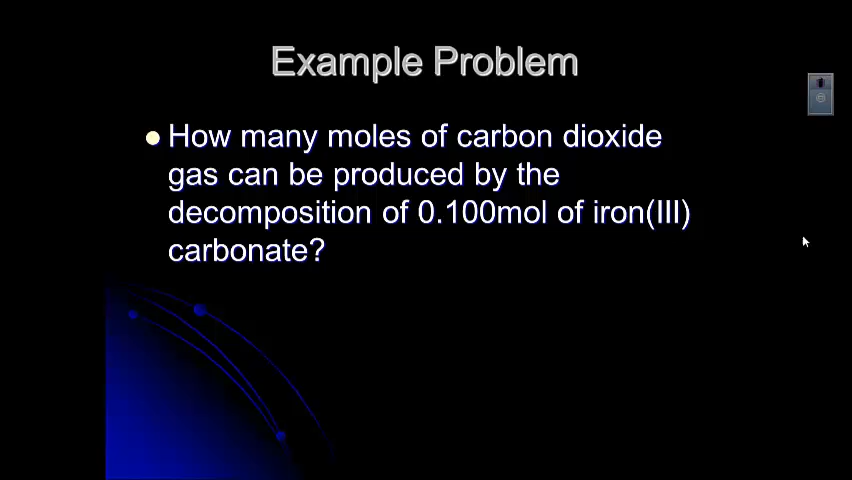 Example Problem
How many moles of carbon dioxide
gas can be produced by the
decomposition of 0.100mol of iron(III)
carbonate?